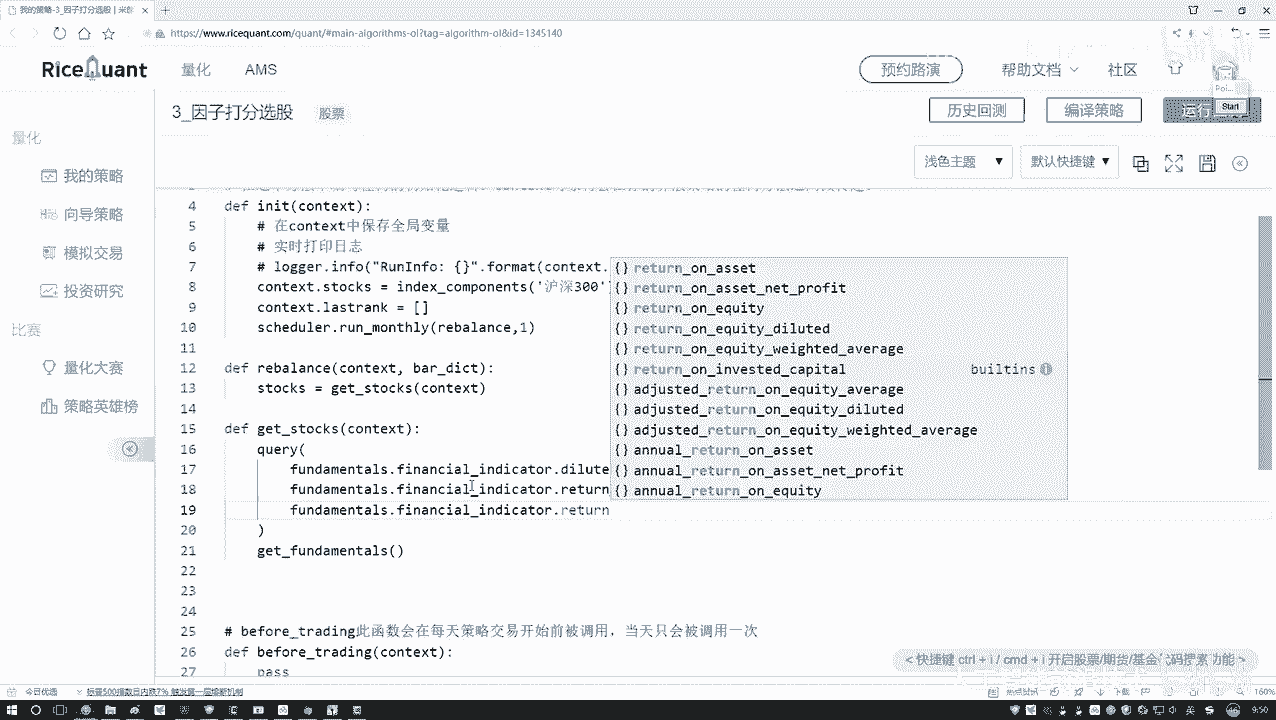 我的策略-3_因子打分选股 | 米
https://www.ricequant.com/quant/#main-algorithms-ol?tag=algorithm-ol&id=1345140
RiceQuant 量化 AMS 预约路演 帮助文档 社区
Poi...
Start
3_因子打分选股 股票 历史回测 编译策略 运行
量化
浅色主题 ▼ 默认快捷键 ▼
我的策略
向导策略
模拟交易
投资研究
比赛
量化大赛
策略英雄榜
4 def init(context):
5 # 在context中保存全局变量
6 # 实时打印日志
7 # logger.info("RunInfo: {}".format(context.
8 context.stocks = index_components('沪深300'
9 context.lastrank = []
10 scheduler.run_monthly(rebalance,1)
11
12 def rebalance(context, bar_dict):
13 stocks = get_stocks(context)
14
15 def get_stocks(context):
16 query(
17 fundamentals.financial_indicator.dilute
18 fundamentals.financial_indicator.return
19 fundamentals.financial_indicator.return
20 )
21 get_fundamentals()
22
23
24
25 # before_trading此函数会在每天策略交易开始前被调用，当天只会被调用一次
26 def before_trading(context):
27 pass
{} return_on_asset
{} return_on_asset_net_profit
{} return_on_equity
{} return_on_equity_diluted
{} return_on_equity_weighted_average
{} return_on_invested_capital builtins
{} adjusted_return_on_equity_average
{} adjusted_return_on_equity_diluted
{} adjusted_return_on_equity_weighted_average
{} annual_return_on_asset
{} annual_return_on_asset_net_profit
{} annual_return_on_equity
<快捷键 ctrl + i / cmd + i 开启股票/期货/基金代码搜索功能 >
今日优选
160%
英
9:50